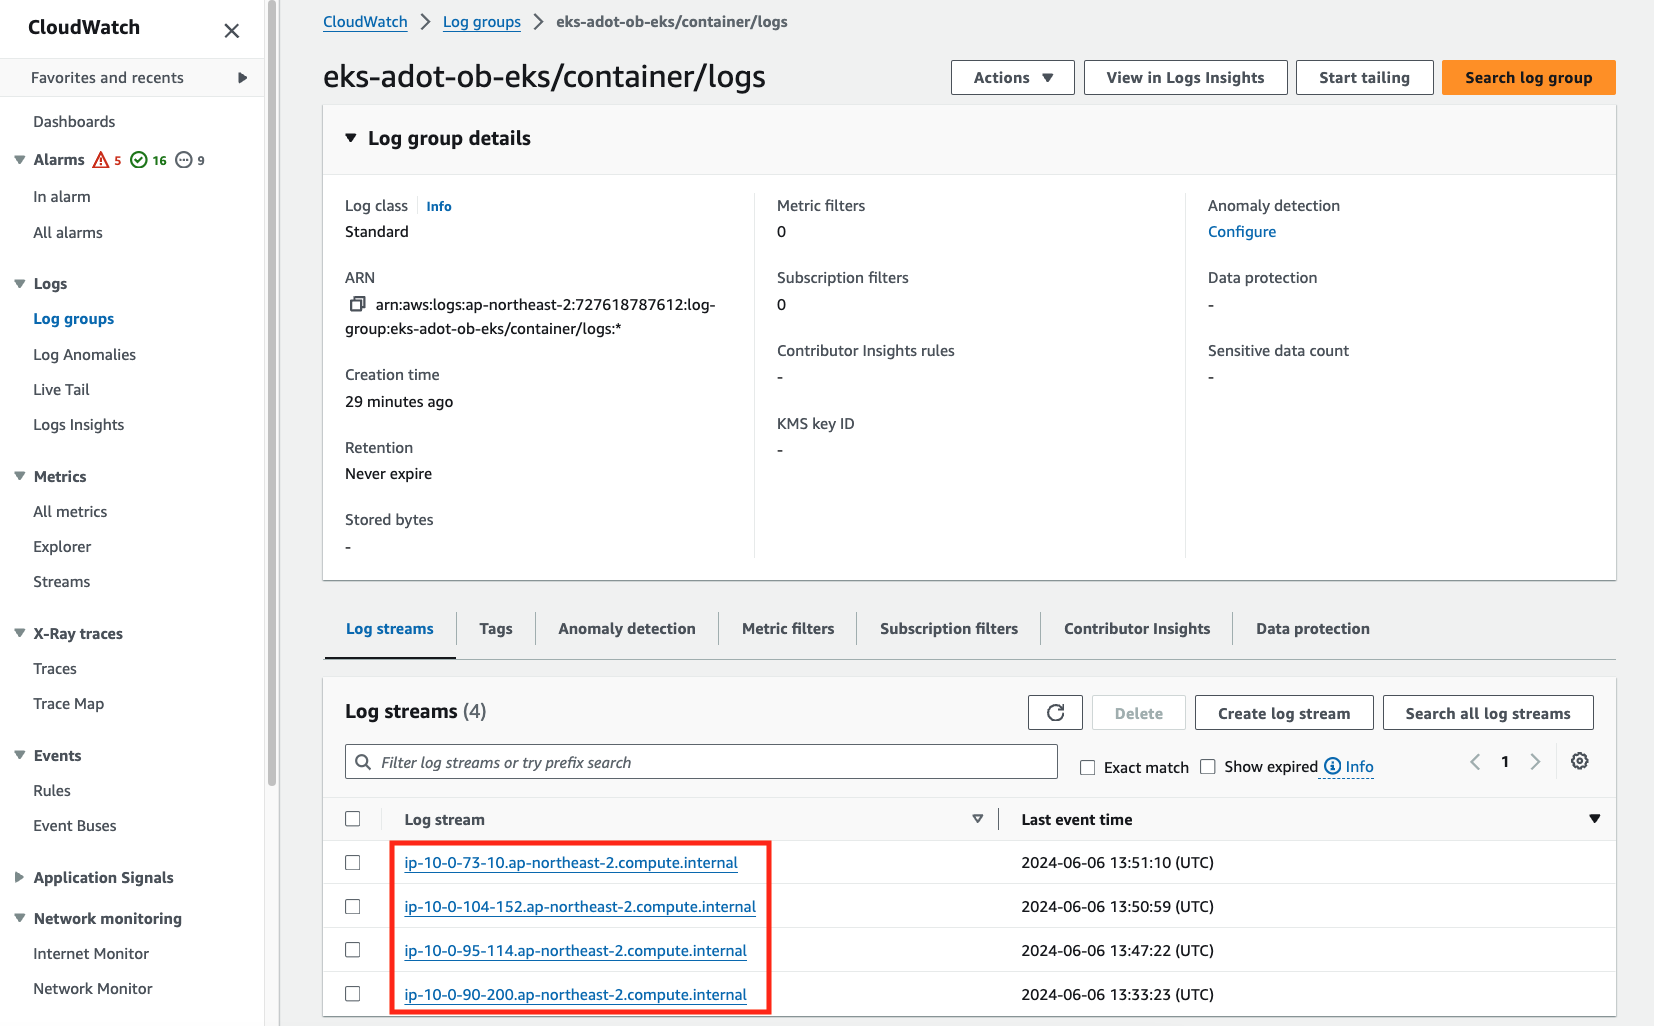 CloudWatch
Favorites and recents
Dashboards
Alarms 5 16 9
In alarm
All alarms
Logs
Log groups
Log Anomalies
Live Tail
Logs Insights
Metrics
All metrics
Explorer
Streams
X-Ray traces
Traces
Trace Map
Events
Rules
Event Buses
Application Signals
Network monitoring
Internet Monitor
Network Monitor
CloudWatch > Log groups > eks-adot-ob-eks/container/logs
eks-adot-ob-eks/container/logs
Actions View in Logs Insights Start tailing Search log group
Log group details
Log class Info
Standard
ARN
arn:aws:logs:ap-northeast-2:727618787612:log-
group:eks-adot-ob-eks/container/logs:*
Creation time
29 minutes ago
Retention
Never expire
Stored bytes
-
Metric filters
0
Subscription filters
0
Contributor Insights rules
-
KMS key ID
-
Anomaly detection
Configure
Data protection
-
Sensitive data count
-
Log streams Tags Anomaly detection Metric filters Subscription filters Contributor Insights Data protection
Log streams (4)
Delete Create log stream Search all log streams
Filter log streams or try prefix search
Exact match Show expired Info
1
Log stream Last event time
ip-10-0-73-10.ap-northeast-2.compute.internal 2024-06-06 13:51:10 (UTC)
ip-10-0-104-152.ap-northeast-2.compute.internal 2024-06-06 13:50:59 (UTC)
ip-10-0-95-114.ap-northeast-2.compute.internal 2024-06-06 13:47:22 (UTC)
ip-10-0-90-200.ap-northeast-2.compute.internal 2024-06-06 13:33:23 (UTC)